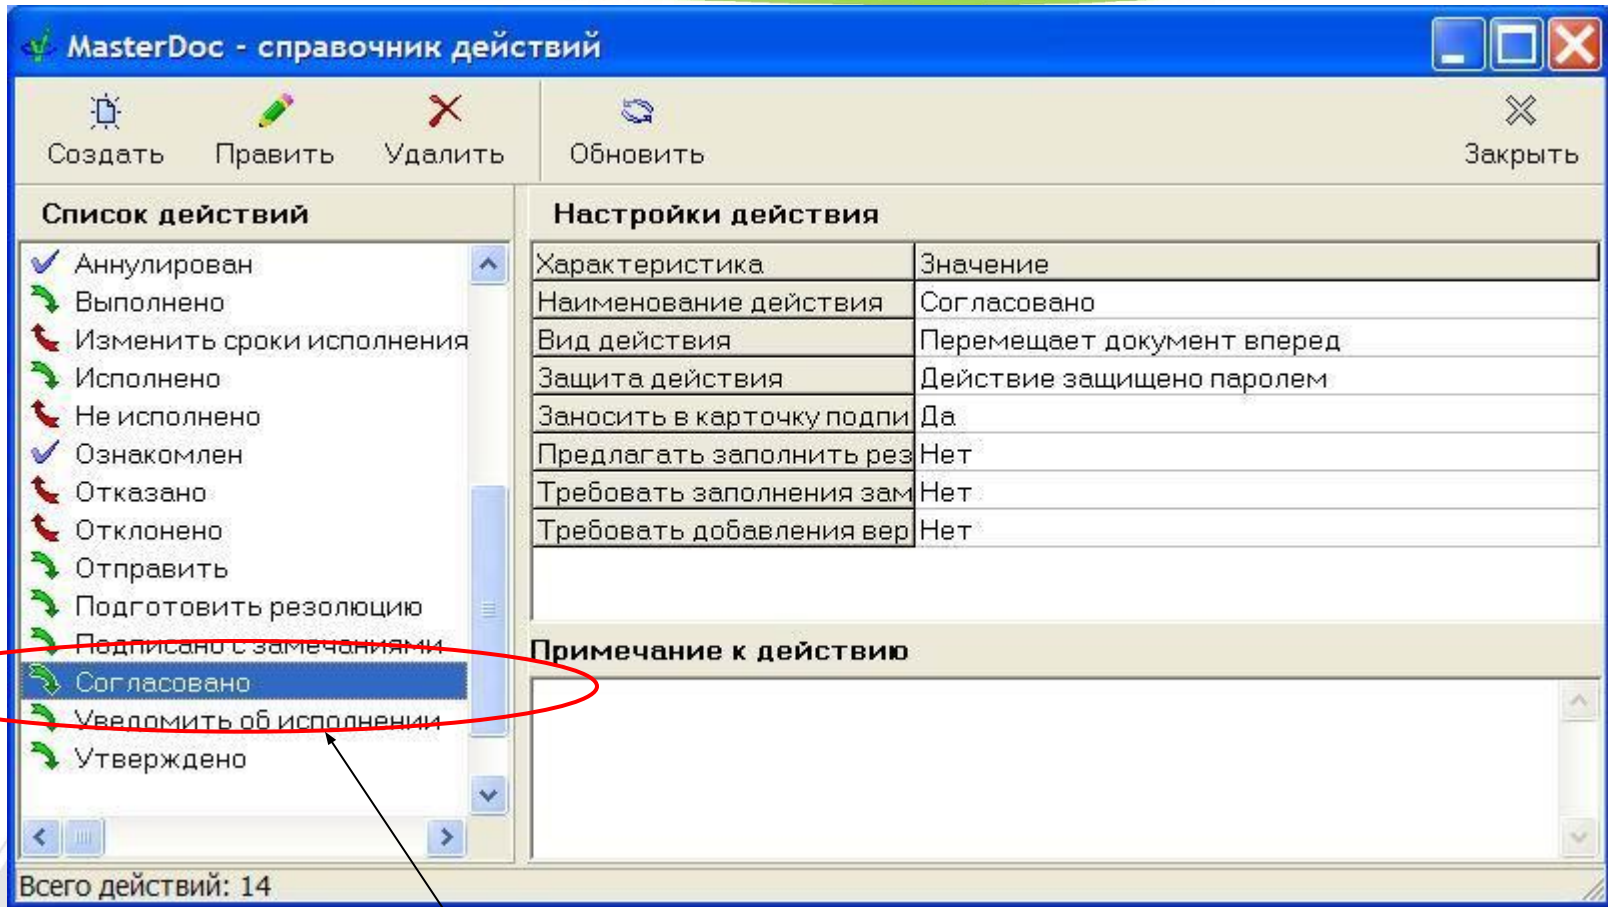 MasterDoc - справочник действий
Создать Править Удалить Обновить Закрыть
Список действий
Аннулирован
Выполнено
Изменить сроки исполнения
Исполнено
Не исполнено
Ознакомлен
Отказано
Отклонено
Отправить
Подготовить резолюцию
Подписано с замечаниями
Согласовано
Уведомить об исполнении
Утверждено
Настройки действия
Характеристика Значение
Наименование действия Согласовано
Вид действия Перемещает документ вперед
Защита действия Действие защищено паролем
Заносить в карточку подпи Да
Предлагать заполнить рез Нет
Требовать заполнения зам Нет
Требовать добавления вер Нет
Примечание к действию
Всего действий: 14